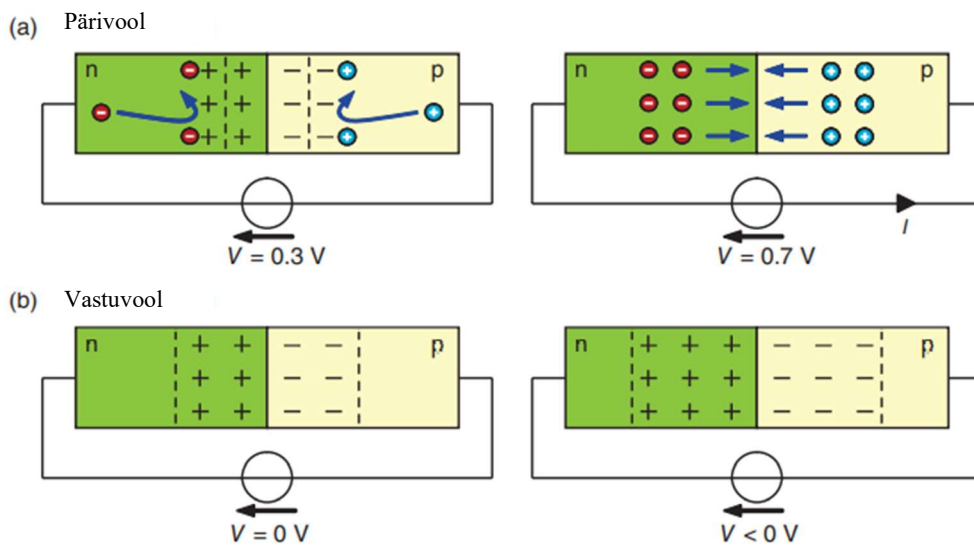 (a) Pärivool
n + + − − p
+ + − −
+ + − −
V = 0.3 V
n p
I
V = 0.7 V
(b) Vastuvool
n + + − − p
+ + − −
+ + − −
V = 0 V
n + + + − − − p
+ + + − − −
+ + + − − −
V < 0 V